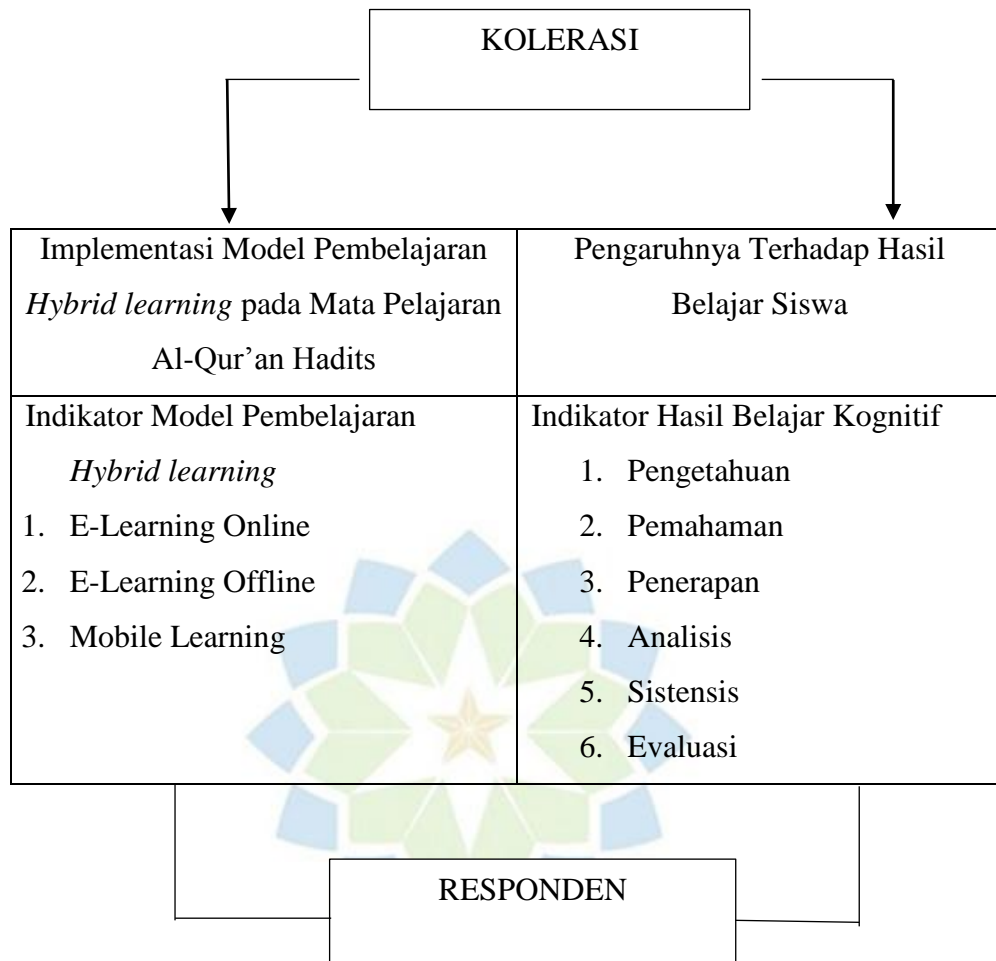 KOLERASI
Implementasi Model Pembelajaran
Hybrid learning pada Mata Pelajaran
Al-Qur’an Hadits
Pengaruhnya Terhadap Hasil
Belajar Siswa
Indikator Model Pembelajaran
Hybrid learning
1. E-Learning Online
2. E-Learning Offline
3. Mobile Learning
Indikator Hasil Belajar Kognitif
1. Pengetahuan
2. Pemahaman
3. Penerapan
4. Analisis
5. Sistensis
6. Evaluasi
RESPONDEN